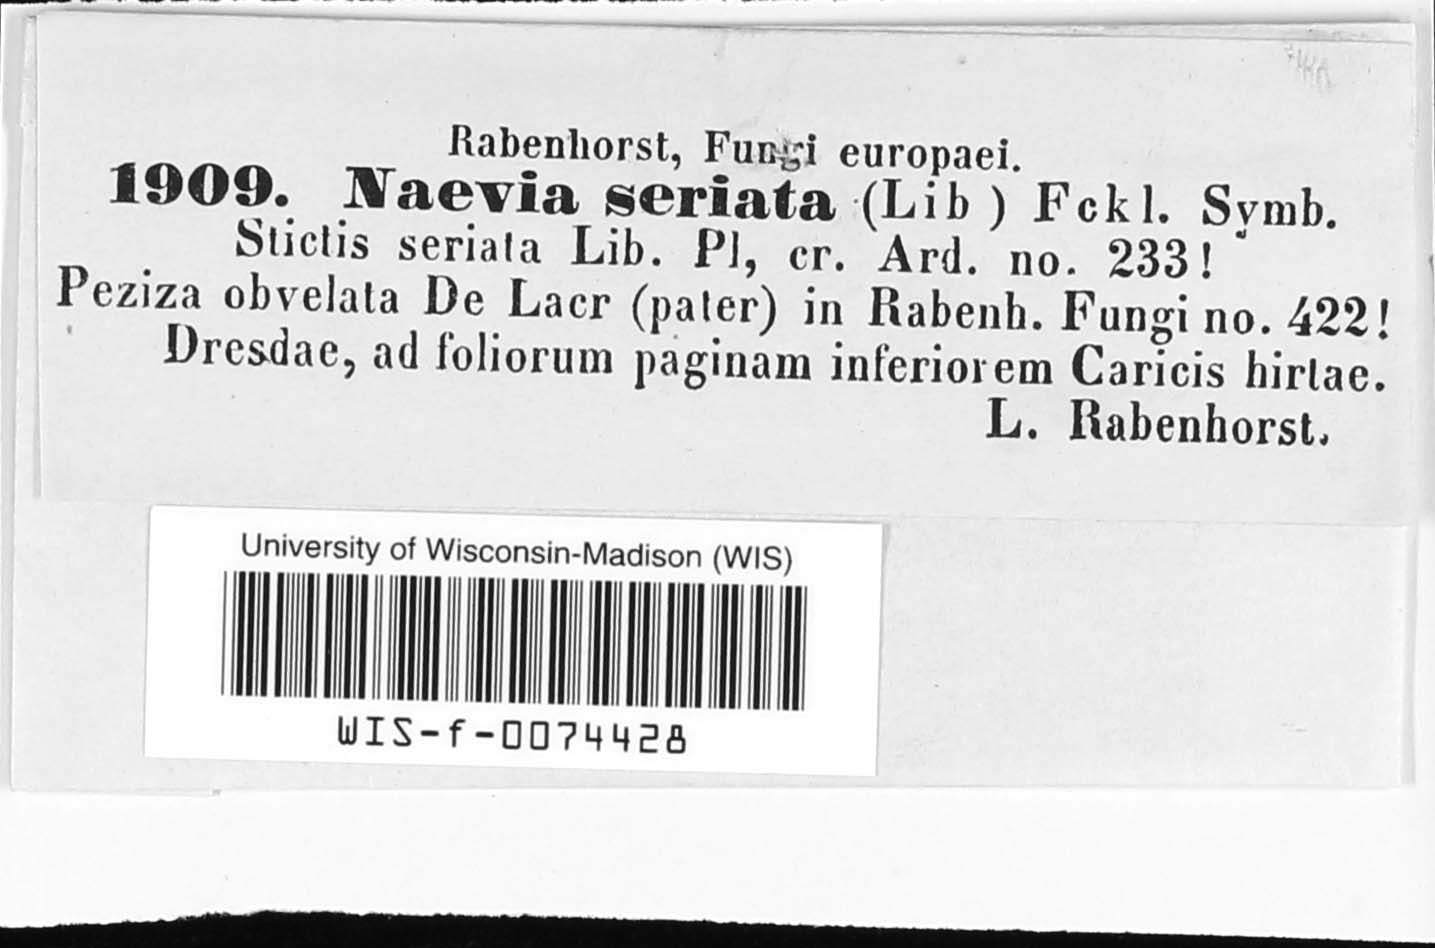 Rabenhorst, Fungi europaei.
1909. Naevia seriata (Lib ) Fckl. Symb.
Stictis seriata Lib. Pl, cr. Ard. no. 233!
Peziza obvelata De Lacr (pater) in Rabenh. Fungi no. 422!
Dresdae, ad foliorum paginam inferiorem Caricis hirtae.
L. Rabenhorst.
University of Wisconsin-Madison (WIS)
WIS-f-0074428